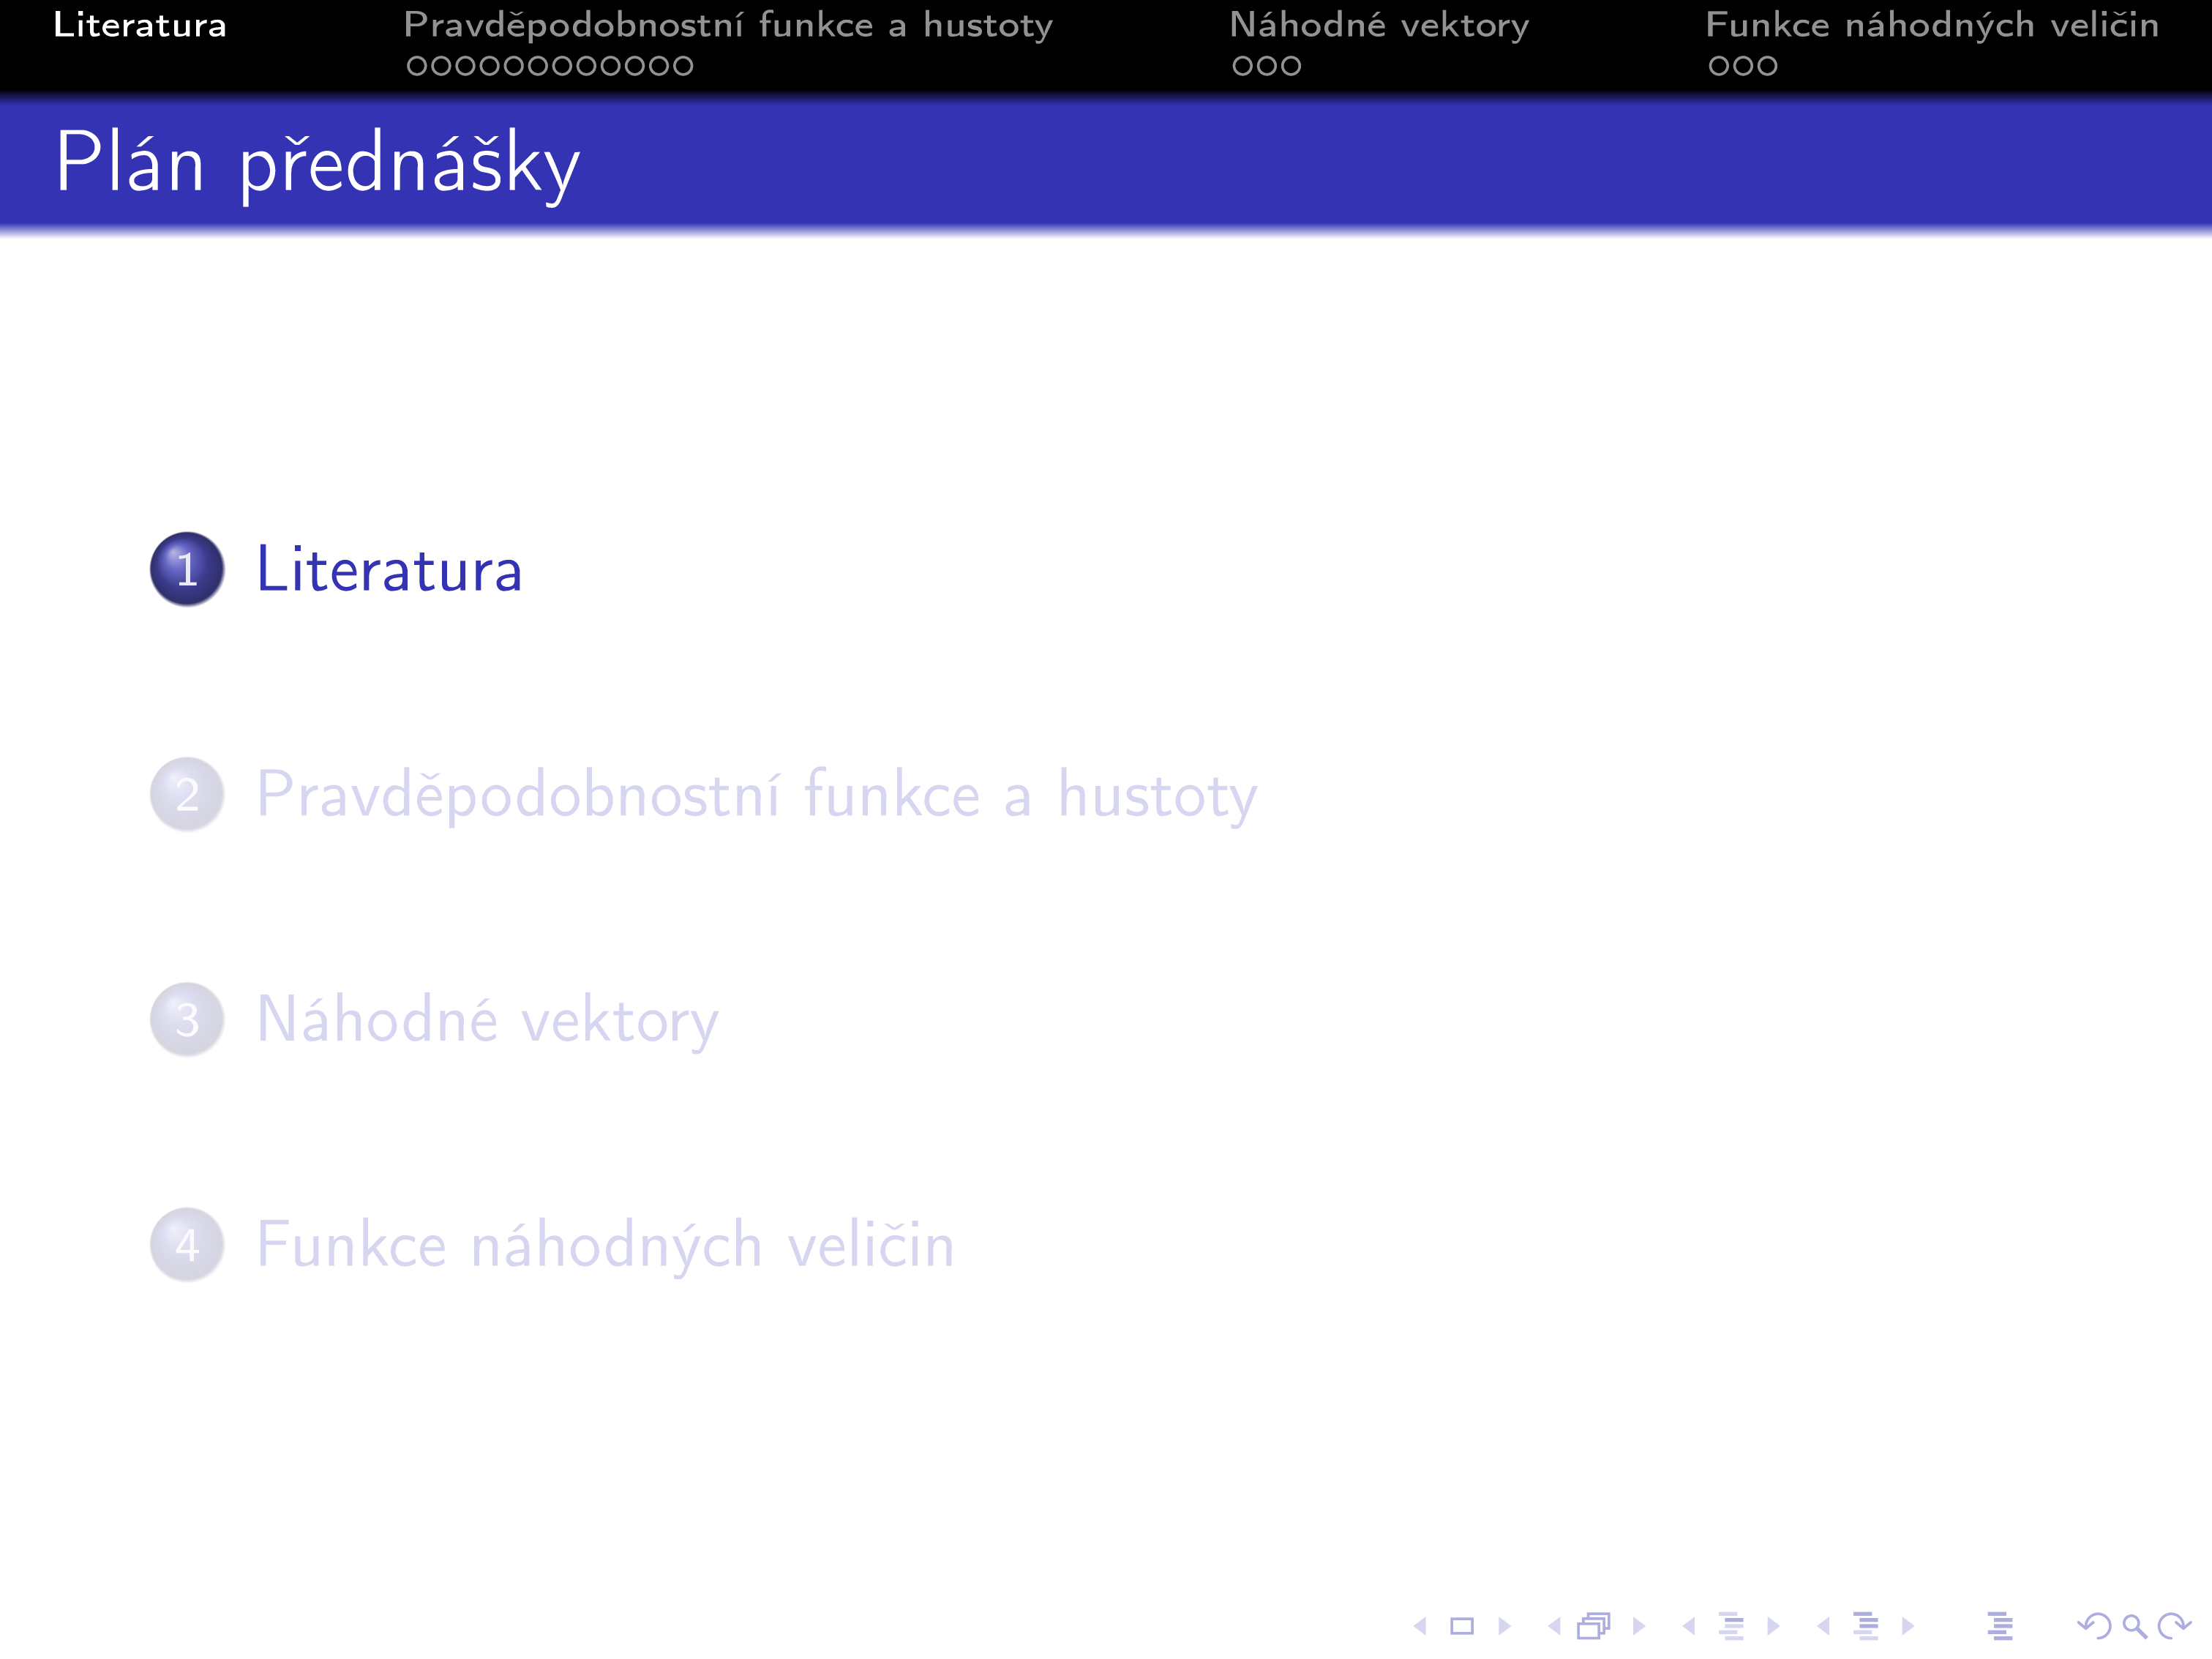 Literatura Pravděpodobnostní funkce a hustoty Náhodné vektory Funkce náhodných veličin
Plán přednášky
1 Literatura
2 Pravděpodobnostní funkce a hustoty
3 Náhodné vektory
4 Funkce náhodných veličin